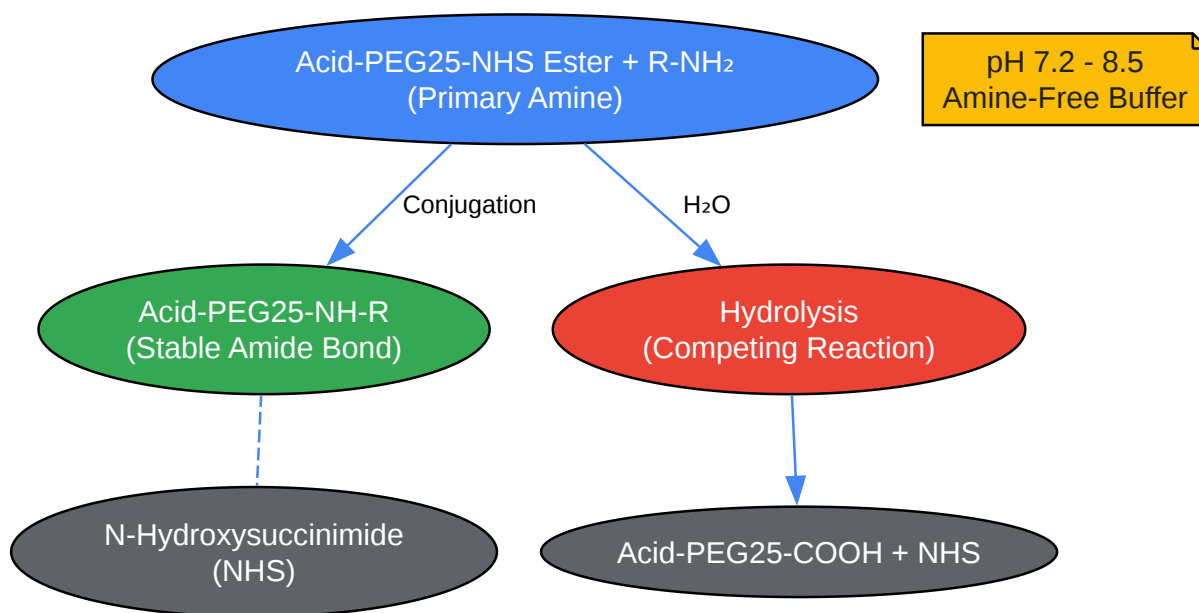 Acid-PEG25-NHS Ester + R-NH₂
(Primary Amine)
pH 7.2 - 8.5
Amine-Free Buffer
Conjugation
H₂O
Acid-PEG25-NH-R
(Stable Amide Bond)
Hydrolysis
(Competing Reaction)
N-Hydroxysuccinimide
(NHS)
Acid-PEG25-COOH + NHS